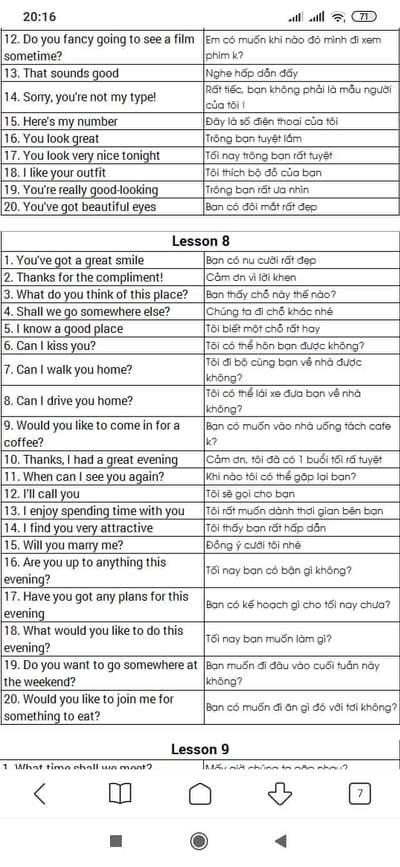 20:16
71
12. Do you fancy going to see a film sometime?
Em có muốn khi nào đó mình đi xem phim k?
13. That sounds good
Nghe hấp dẫn đấy
14. Sorry, you're not my type!
Rất tiếc, bạn không phải là mẫu người của tôi !
15. Here's my number
Đây là số điện thoại của tôi
16. You look great
Trông bạn tuyệt lắm
17. You look very nice tonight
Tối nay trông bạn rất tuyệt
18. I like your outfit
Tôi thích bộ đồ của bạn
19. You're really good-looking
Trông bạn rất ưa nhìn
20. You've got beautiful eyes
Bạn có đôi mắt rất đẹp
Lesson 8
1. You've got a great smile
Bạn có nụ cười rất đẹp
2. Thanks for the compliment!
Cảm ơn vì lời khen
3. What do you think of this place?
Bạn thấy chỗ này thế nào?
4. Shall we go somewhere else?
Chúng ta đi chỗ khác nhé
5. I know a good place
Tôi biết một chỗ rất hay
6. Can I kiss you?
Tôi có thể hôn bạn được không?
7. Can I walk you home?
Tôi đi bộ cùng bạn về nhà được không?
8. Can I drive you home?
Tôi có thể lái xe đưa bạn về nhà không?
9. Would you like to come in for a coffee?
Bạn có muốn vào nhà uống tách cafe k?
10. Thanks, I had a great evening
Cảm ơn, tôi đã có 1 buổi tối rấ tuyệt
11. When can I see you again?
Khi nào tôi có thể gặp lại bạn?
12. I'll call you
Tôi sẽ gọi cho bạn
13. I enjoy spending time with you
Tôi rất muốn dành thơi gian bên bạn
14. I find you very attractive
Tôi thấy bạn rất hấp dẫn
15. Will you marry me?
Đồng ý cưới tôi nhé
16. Are you up to anything this evening?
Tối nay bạn có bận gì không?
17. Have you got any plans for this evening
Bạn có kế hoạch gì cho tối nay chưa?
18. What would you like to do this evening?
Tối nay bạn muốn làm gì?
19. Do you want to go somewhere at the weekend?
Bạn muốn đi đâu vào cuối tuần này không?
20. Would you like to join me for something to eat?
Bạn có muốn đi ăn gì đó với tơi không?
Lesson 9
1. What time shall we meet?
Mấy giờ chúng ta gặp nhau?
7